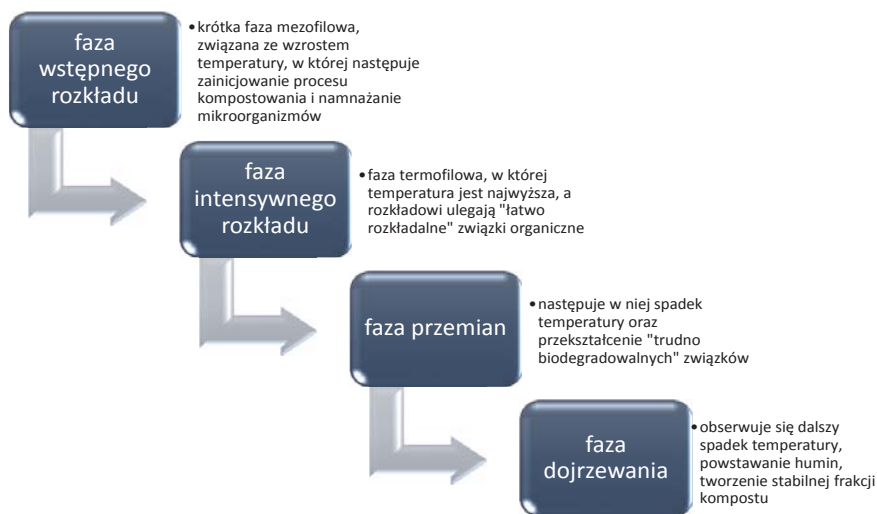 faza
wstępnego
rozkładu
•krótka faza mezofilowa,
związana ze wzrostem
temperatury, w której następuje
zainicjowanie procesu
kompostowania i namnażanie
mikroorganizmów
faza
intensywnego
rozkładu
•faza termofilowa, w której
temperatura jest najwyższa, a
rozkładowi ulegają "łatwo
rozkładalne" związki organiczne
faza przemian
•następuje w niej spadek
temperatury oraz
przekształcenie "trudno
biodegradowalnych" związków
faza
dojrzewania
•obserwuje się dalszy
spadek temperatury,
powstawanie humin,
tworzenie stabilnej frakcji
kompostu